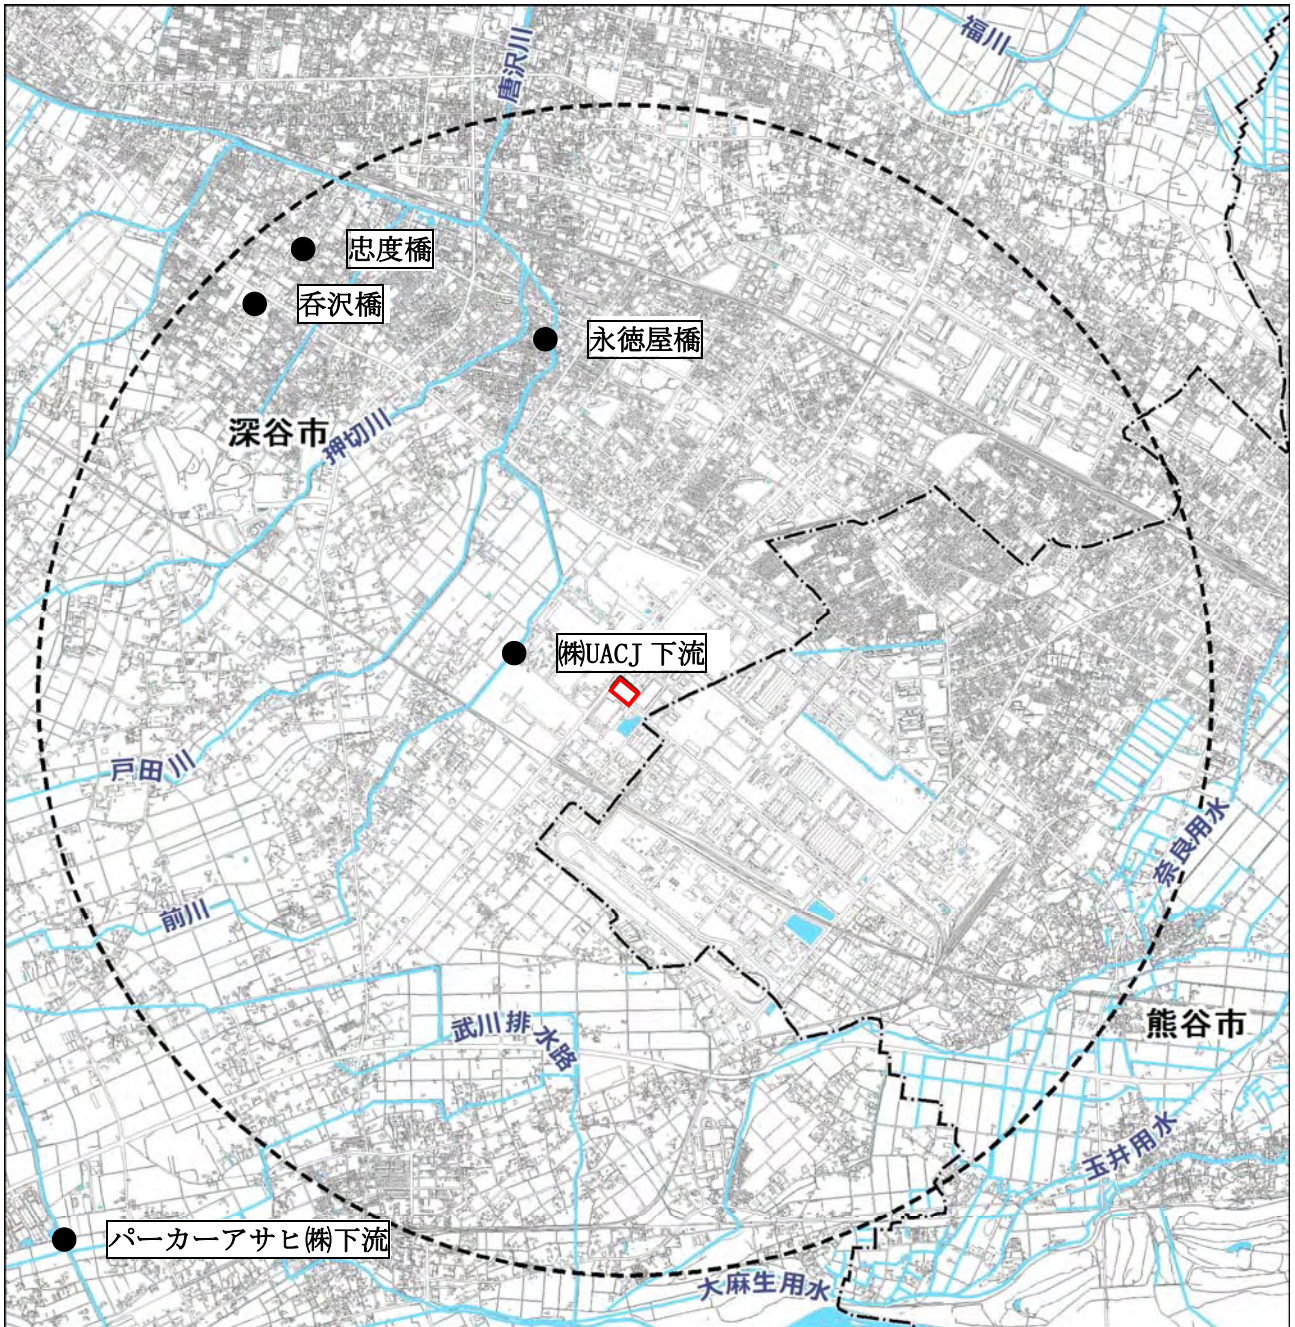 福川
唐沢川
忠度橋
呑沢橋
永徳屋橋
深谷市
押切川
㈱UACJ 下流
戸田川
奈良用水
前川
武川排水路
熊谷市
玉井用水
パーカーアサヒ㈱下流
大麻生用水